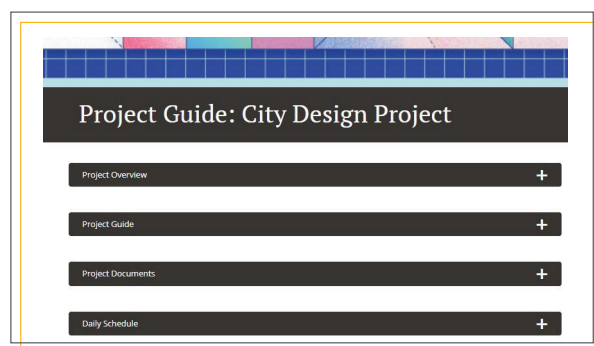 Project Guide: City Design Project
Project Overview
Project Guide
Project Documents
Daily Schedule